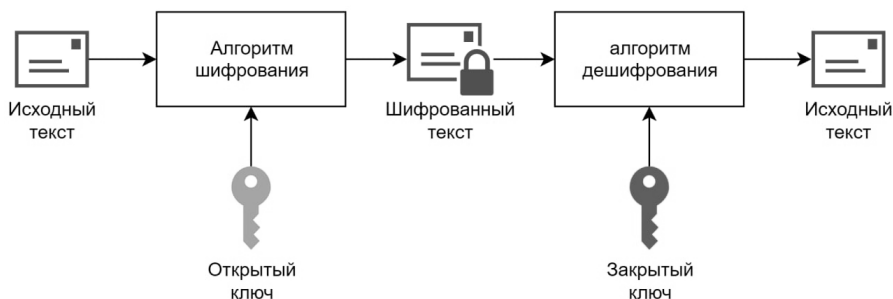 Исходный
текст
Алгоритм
шифрования
Шифрованный
текст
алгоритм
дешифрования
Исходный
текст
Открытый
ключ
Закрытый
ключ